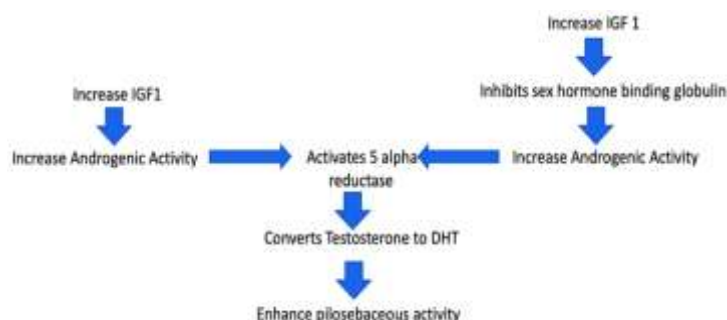 Increase IGF 1
Inhibits sex hormone binding globulin
Increase IGF1
Increase Androgenic Activity
Activates 5 alpha
reductase
Increase Androgenic Activity
Converts Testosterone to DHT
Enhance pilosebaceous activity